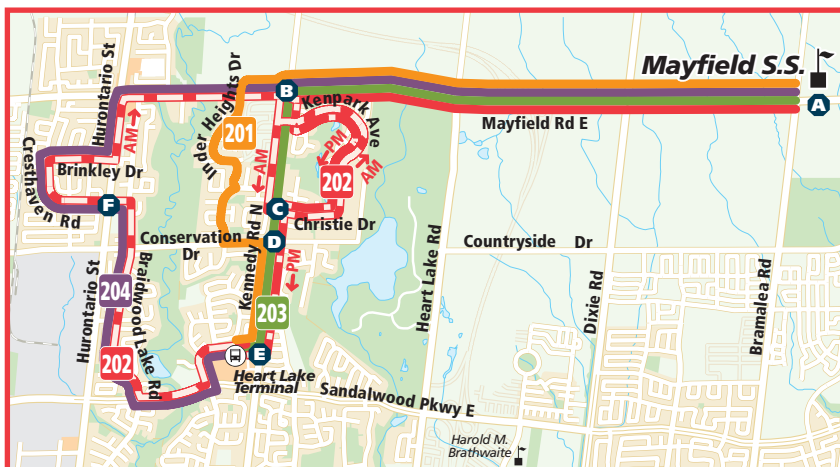 Mayfield S.S.
A
Mayfield Rd E
B
Kenpark Ave
Hurontario St
Inder Heights Dr
201
AM
AM
PM
AM
202
Brinkley Dr
Cresthaven Rd
F
C
Christie Dr
Kennedy Rd N
Conservation
Dr
D
Countryside Dr
Heart Lake Rd
PM
Hurontario St
204
Braidwood Lake Rd
203
Dixie Rd
Bramalea Rd
202
E
Heart Lake
Terminal
Sandalwood Pkwy E
Harold M.
Brathwaite